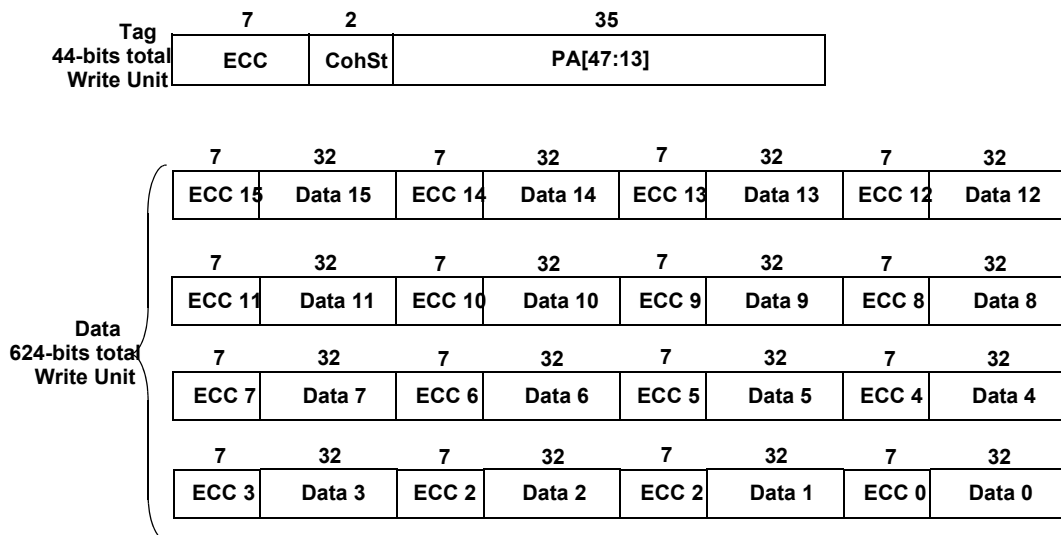 7 2 35
Tag
44-bits total
Write Unit
ECC CohSt PA[47:13]
7 32 7 32 7 32 7 32
ECC 15 Data 15 ECC 14 Data 14 ECC 13 Data 13 ECC 12 Data 12
7 32 7 32 7 32 7 32
ECC 11 Data 11 ECC 10 Data 10 ECC 9 Data 9 ECC 8 Data 8
Data
624-bits total
Write Unit
7 32 7 32 7 32 7 32
ECC 7 Data 7 ECC 6 Data 6 ECC 5 Data 5 ECC 4 Data 4
7 32 7 32 7 32 7 32
ECC 3 Data 3 ECC 2 Data 2 ECC 2 Data 1 ECC 0 Data 0